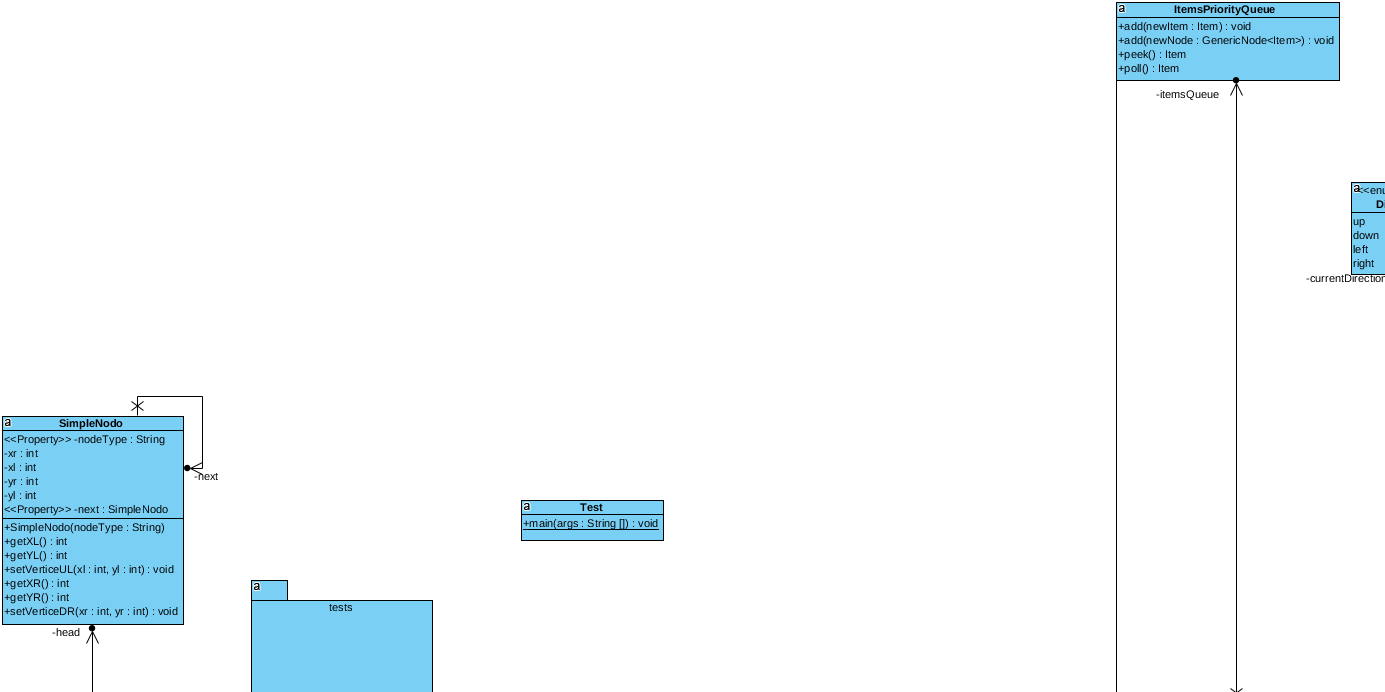 a
ItemsPriorityQueue
+add(newItem : Item) : void
+add(newNode : GenericNode<Item>) : void
+peek() : Item
+poll() : Item
-itemsQueue
a
<<enu
Di
up
down
left
right
-currentDirection
a
SimpleNodo
<<Property>> -nodeType : String
-xr : int
-xl : int
-yr : int
-yl : int
<<Property>> -next : SimpleNodo
+SimpleNodo(nodeType : String)
+getXL() : int
+getYL() : int
+setVerticeUL(xl : int, yl : int) : void
+getXR() : int
+getYR() : int
+setVerticeDR(xr : int, yr : int) : void
-next
-head
a
Test
+main(args : String []) : void
a
tests